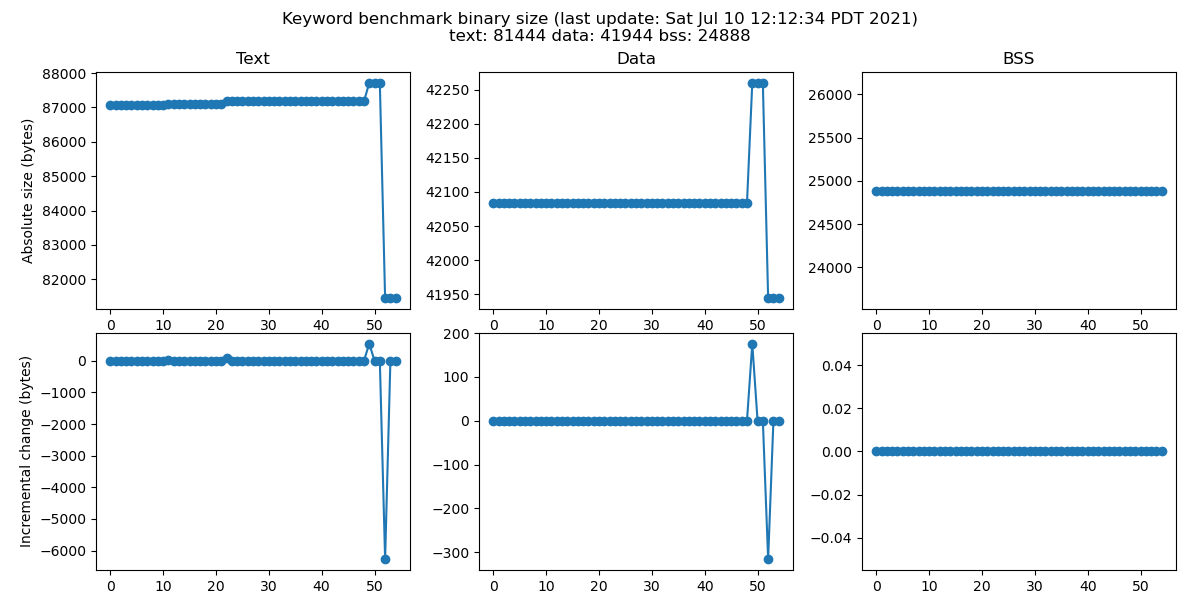 Keyword benchmark binary size (last update: Sat Jul 10 12:12:34 PDT 2021)
text: 81444 data: 41944 bss: 24888
Text
Data
BSS
Absolute size (bytes)
88000
87000
86000
85000
84000
83000
82000
0 10 20 30 40 50
42250
42200
42150
42100
42050
42000
41950
0 10 20 30 40 50
26000
25500
25000
24500
24000
0 10 20 30 40 50
Incremental change (bytes)
0
−1000
−2000
−3000
−4000
−5000
−6000
0 10 20 30 40 50
200
100
0
−100
−200
−300
0 10 20 30 40 50
0.04
0.02
0.00
−0.02
−0.04
0 10 20 30 40 50